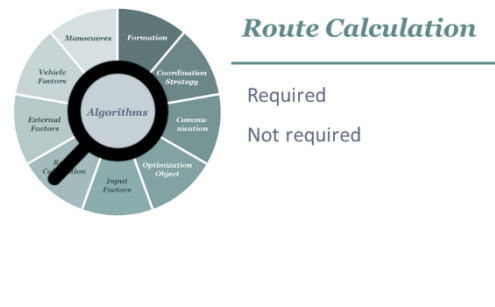 Route Calculation
Required
Not required
Manoeuvres
Formation
Vehicle
Factors
Coordination
Strategy
External
Factors
Algorithms
Commu-
nication
Optimization
Object
Input
Factors